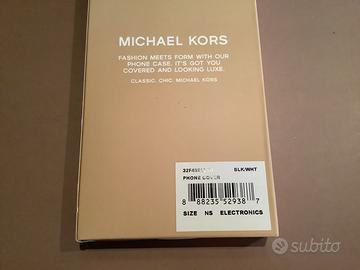 MICHAEL KORS
FASHION MEETS FORM WITH OUR
PHONE CASE. IT'S GOT YOU
COVERED AND LOOKING LUXE.
CLASSIC. CHIC. MICHAEL KORS
BLK/WHT
PHONE COVER
8 88235 52938 7
SIZE NS ELECTRONICS
subito